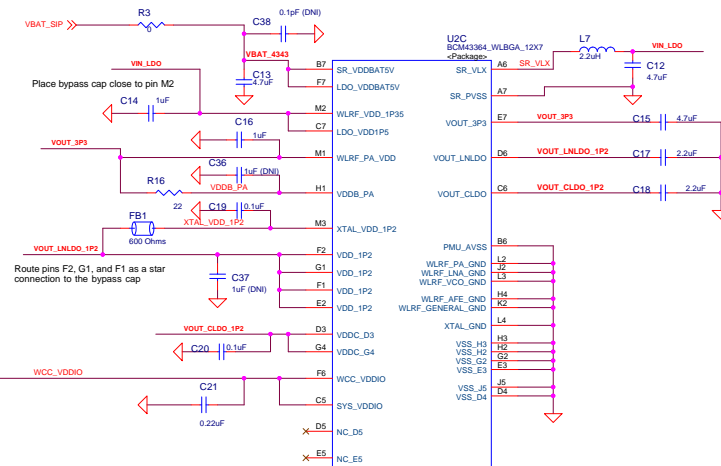 R3
VBAT_SIP
0
C38
0.1pF (DNI)
VBAT_4343
C13
4.7uF
VIN_LDO
Place bypass cap close to pin M2
C14
1uF
C16
1uF
VOUT_3P3
C36
1uF (DNI)
R16
VDDB_PA
22
C19
0.1uF
FB1
XTAL_VDD_1P2
600 Ohms
VOUT_LNLDO_1P2
Route pins F2, G1, and F1 as a star
connection to the bypass cap
C37
1uF (DNI)
VOUT_CLDO_1P2
C20
0.1uF
WCC_VDDIO
C21
0.22uF
U2C
BCM43364_WLBGA_12X7
<Package>
B7 SR_VDDBAT5V
F7 LDO_VDDBAT5V
M2 WLRF_VDD_1P35
C7 LDO_VDD1P5
M1 WLRF_PA_VDD
H1 VDDB_PA
M3 XTAL_VDD_1P2
F2 VDD_1P2
G1 VDD_1P2
F1 VDD_1P2
E2 VDD_1P2
D3 VDDC_D3
G4 VDDC_G4
F6 WCC_VDDIO
C5 SYS_VDDIO
D5 NC_D5
E5 NC_E5
SR_VLX A6
SR_PVSS A7
VOUT_3P3 E7
VOUT_LNLDO D6
VOUT_CLDO C6
PMU_AVSS B6
WLRF_PA_GND L2
WLRF_LNA_GND J2
WLRF_VCO_GND L3
WLRF_AFE_GND H4
WLRF_GENERAL_GND K2
XTAL_GND L4
VSS_H3 H3
VSS_H2 H2
VSS_G2 G2
VSS_E3 E3
VSS_J5 J5
VSS_D4 D4
SR_VLX
L7
2.2uH
VIN_LDO
C12
4.7uF
VOUT_3P3
C15
4.7uF
VOUT_LNLDO_1P2
C17
2.2uF
VOUT_CLDO_1P2
C18
2.2uF